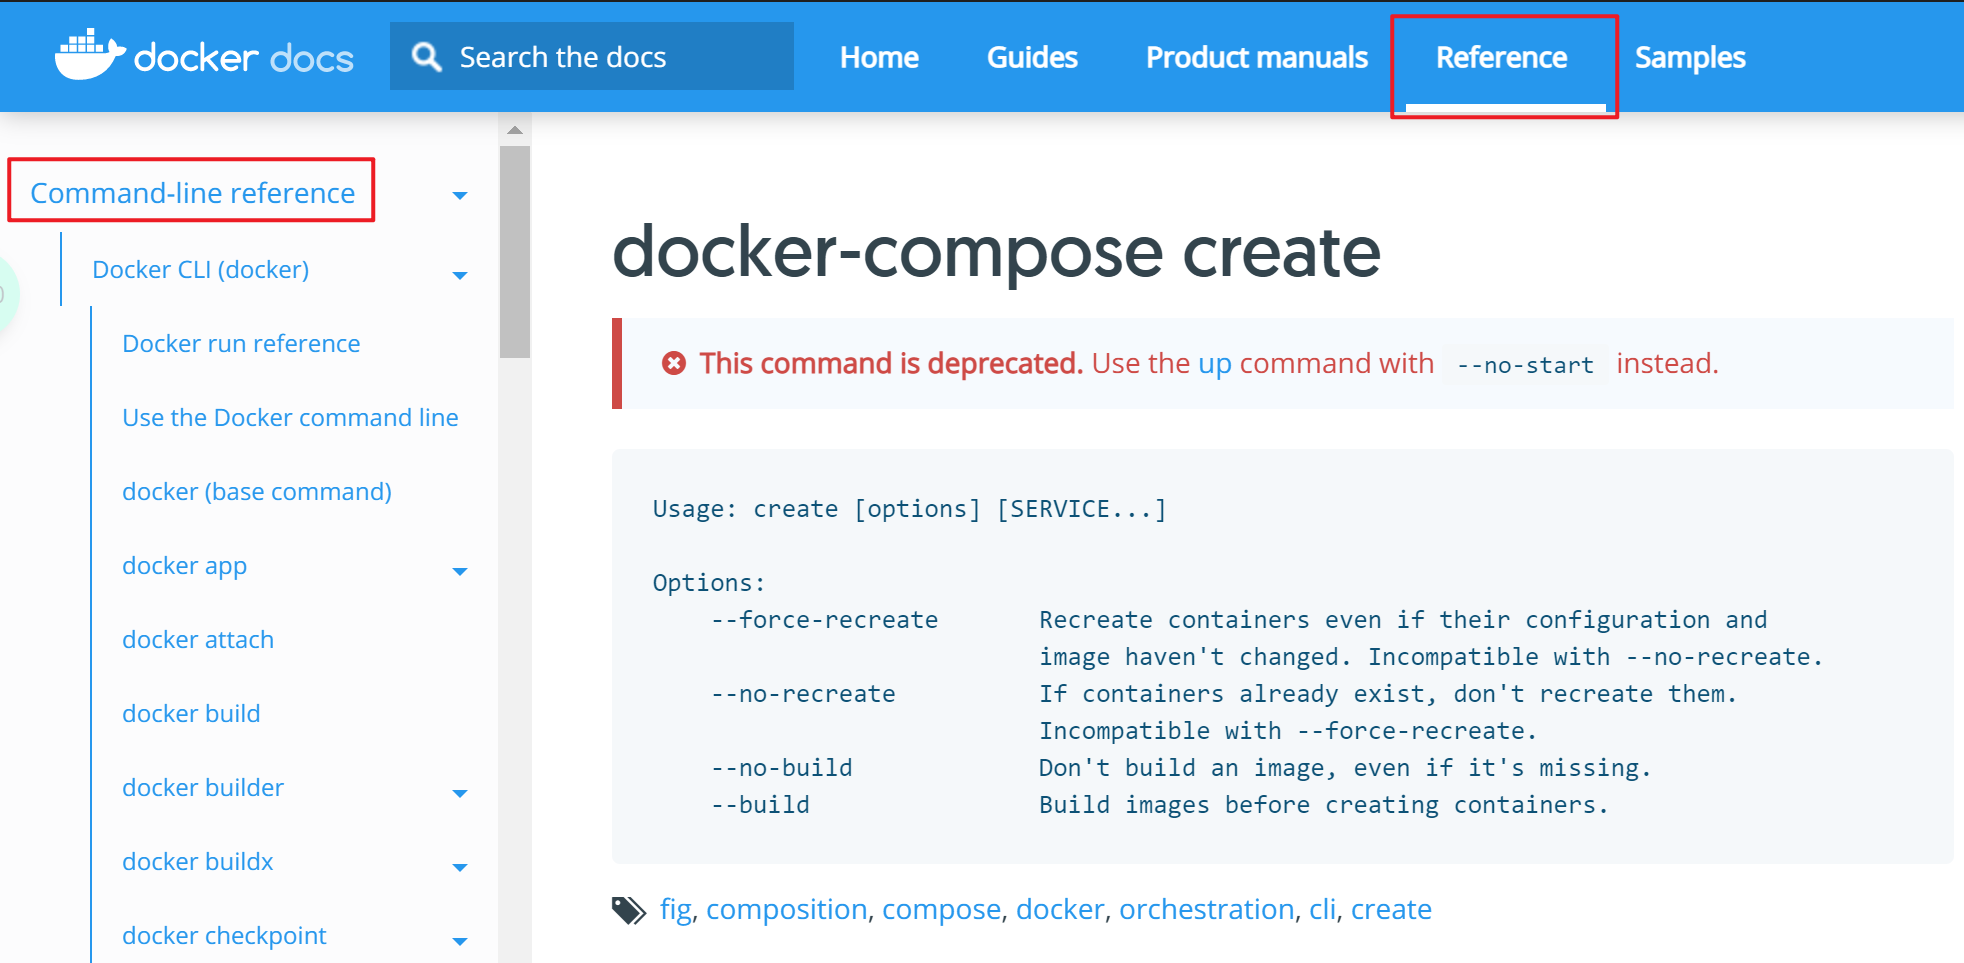 docker docs
Search the docs
Home
Guides
Product manuals
Reference
Samples
Command-line reference
Docker CLI (docker)
Docker run reference
Use the Docker command line
docker (base command)
docker app
docker attach
docker build
docker builder
docker buildx
docker checkpoint
docker-compose create
This command is deprecated. Use the up command with --no-start instead.
Usage: create [options] [SERVICE...]
Options:
--force-recreate Recreate containers even if their configuration and
image haven't changed. Incompatible with --no-recreate.
--no-recreate If containers already exist, don't recreate them.
Incompatible with --force-recreate.
--no-build Don't build an image, even if it's missing.
--build Build images before creating containers.
fig, composition, compose, docker, orchestration, cli, create